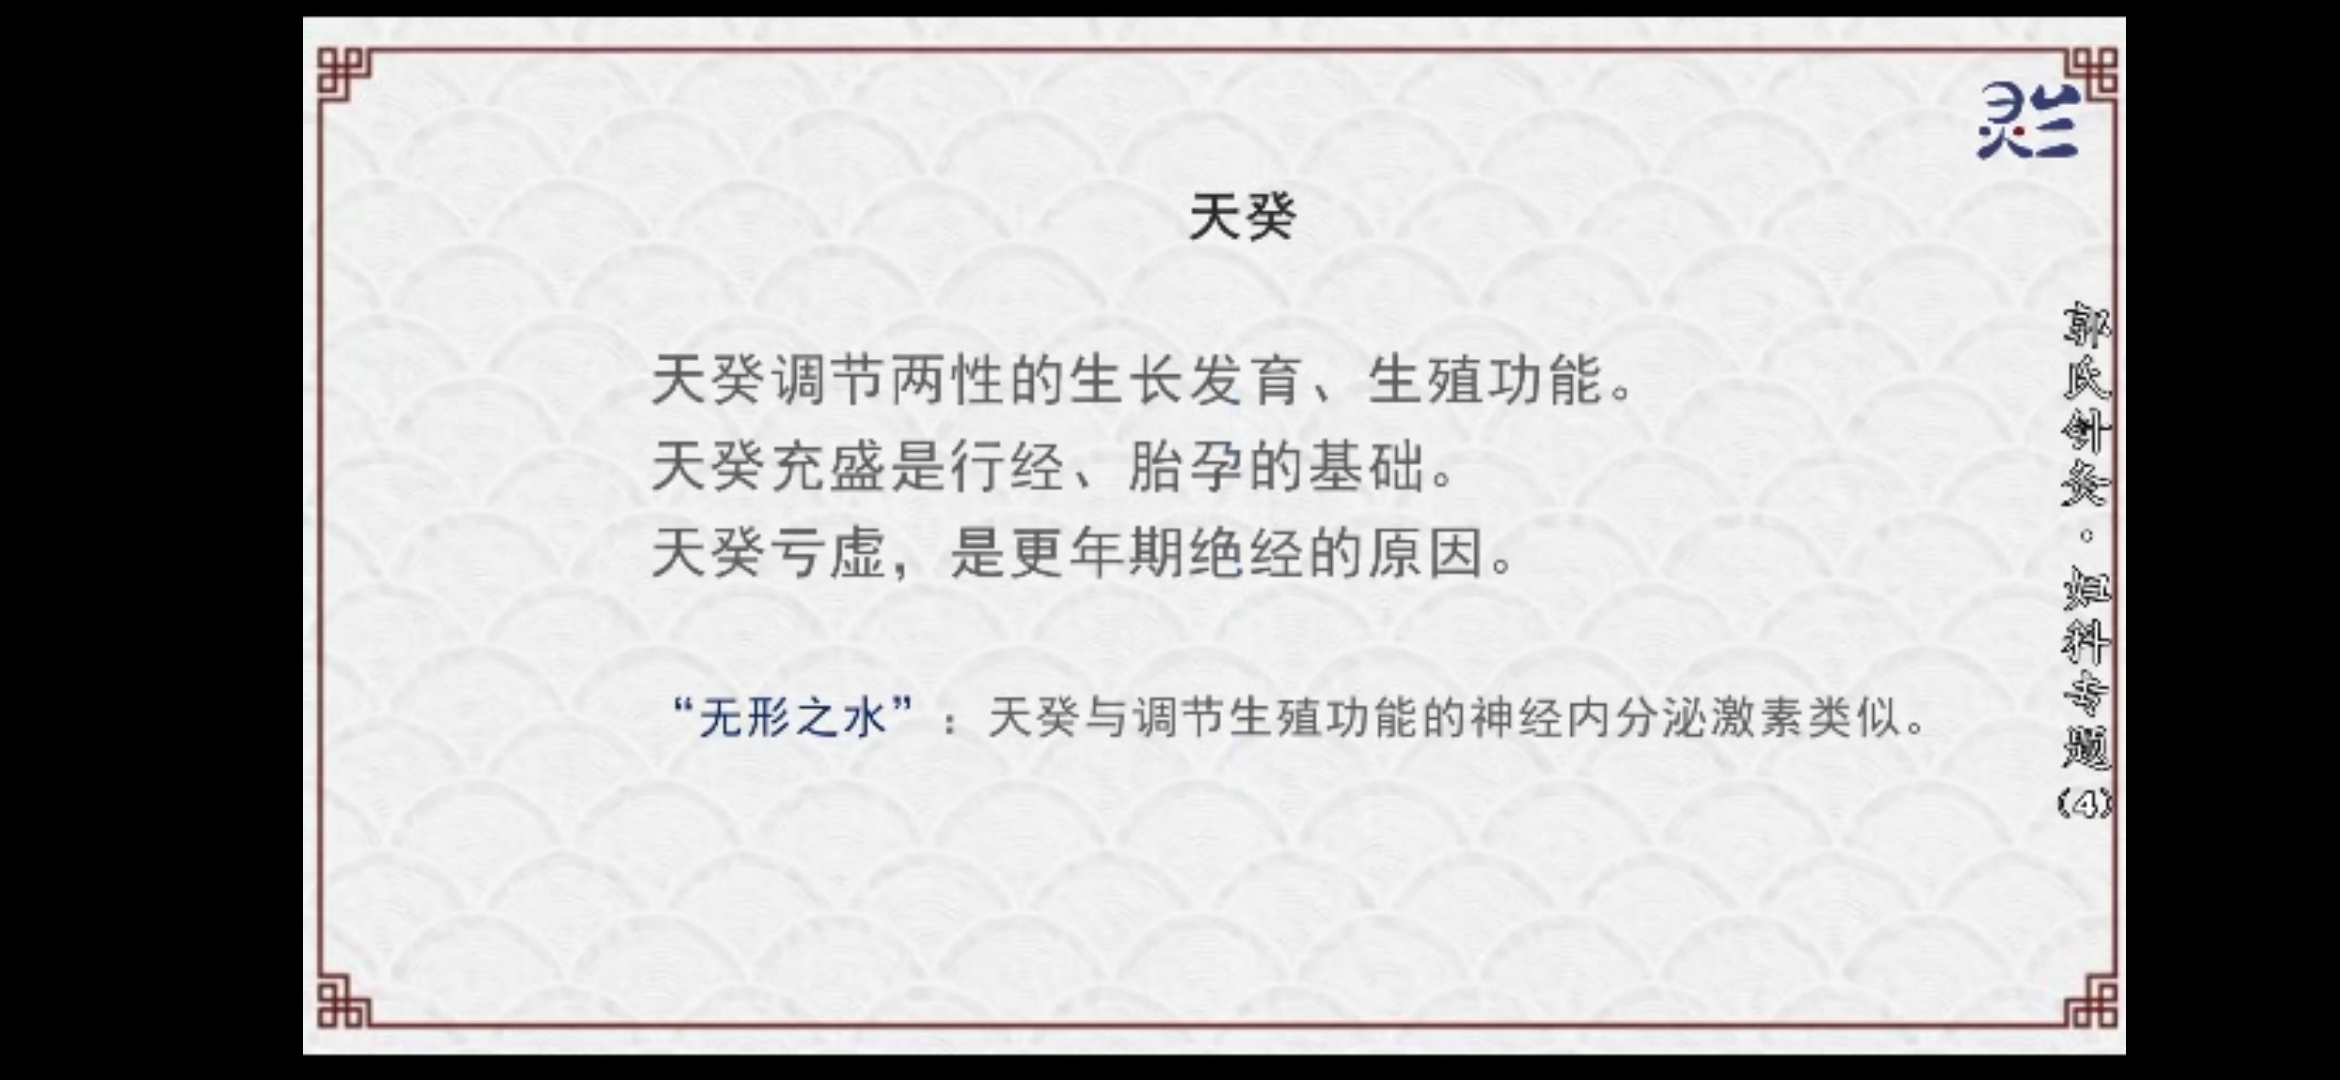 灵兰
天癸
天癸调节两性的生长发育、生殖功能。
天癸充盛是行经、胎孕的基础。
天癸亏虚，是更年期绝经的原因。
“无形之水”：天癸与调节生殖功能的神经内分泌激素类似。
郭氏针灸·妇科专题(4)